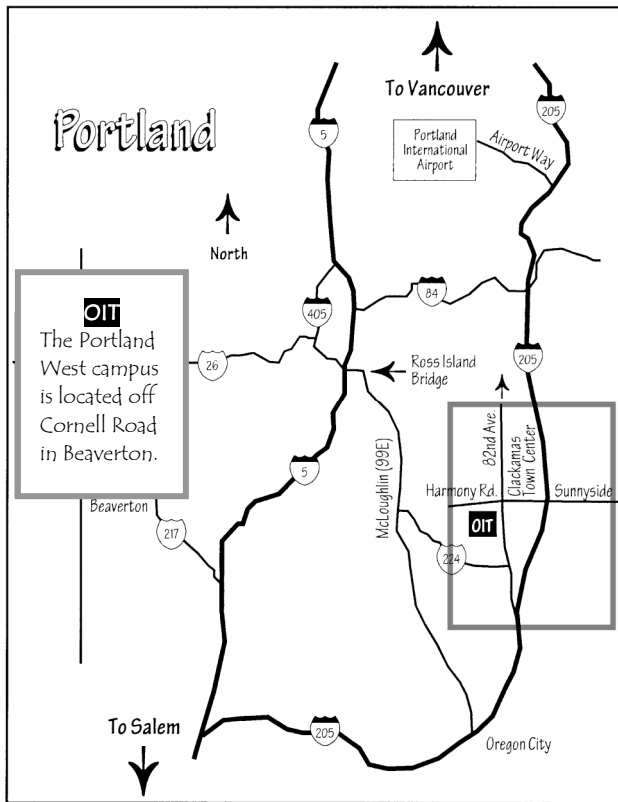 To Vancouver
Portland
5
205
Portland
International
Airport
Airport Way
North
84
405
OIT
The Portland
West campus
is located off
Cornell Road
in Beaverton.
26
Ross Island
Bridge
205
82nd Ave.
Clackamas
Town Center
McLoughlin (99E)
5
Harmony Rd.
Sunnyside
Beaverton
OIT
217
224
To Salem
205
Oregon City